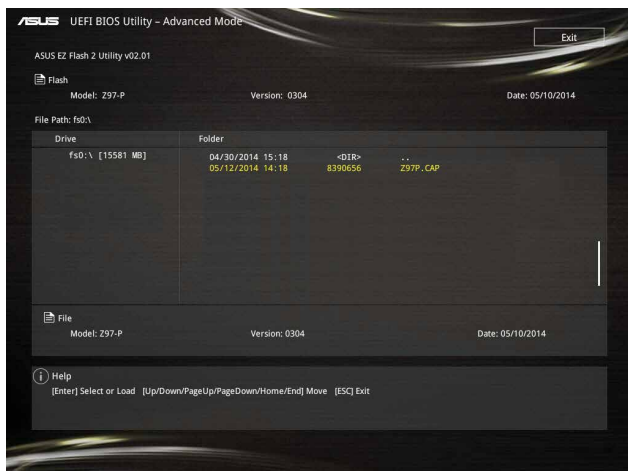 ASUS UEFI BIOS Utility – Advanced Mode
Exit
ASUS EZ Flash 2 Utility v02.01
Flash
Model: Z97-P Version: 0304 Date: 05/10/2014
File Path: fs0:\
Drive Folder
fs0:\ [15581 MB] 04/30/2014 15:18 <DIR> ..
05/12/2014 14:18 8390656 Z97P.CAP
File
Model: Z97-P Version: 0304 Date: 05/10/2014
Help
[Enter] Select or Load [Up/Down/PageUp/PageDown/Home/End] Move [ESC] Exit